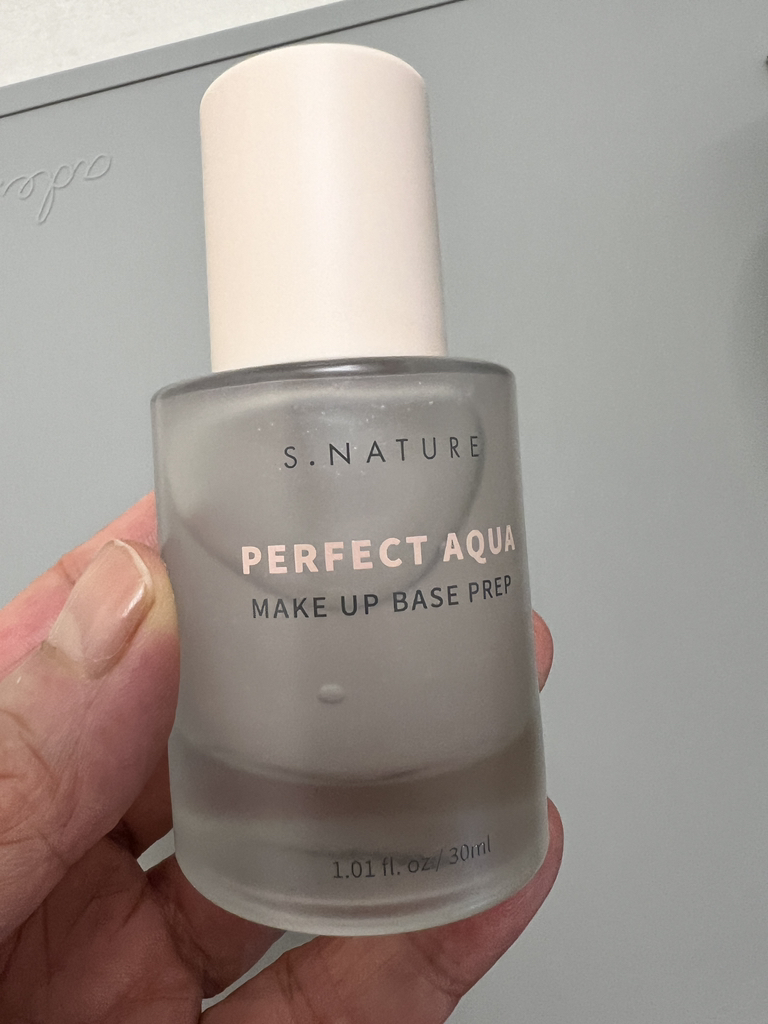 S.NATURE
PERFECT AQUA
MAKE UP BASE PREP
1.01 fl. oz / 30ml